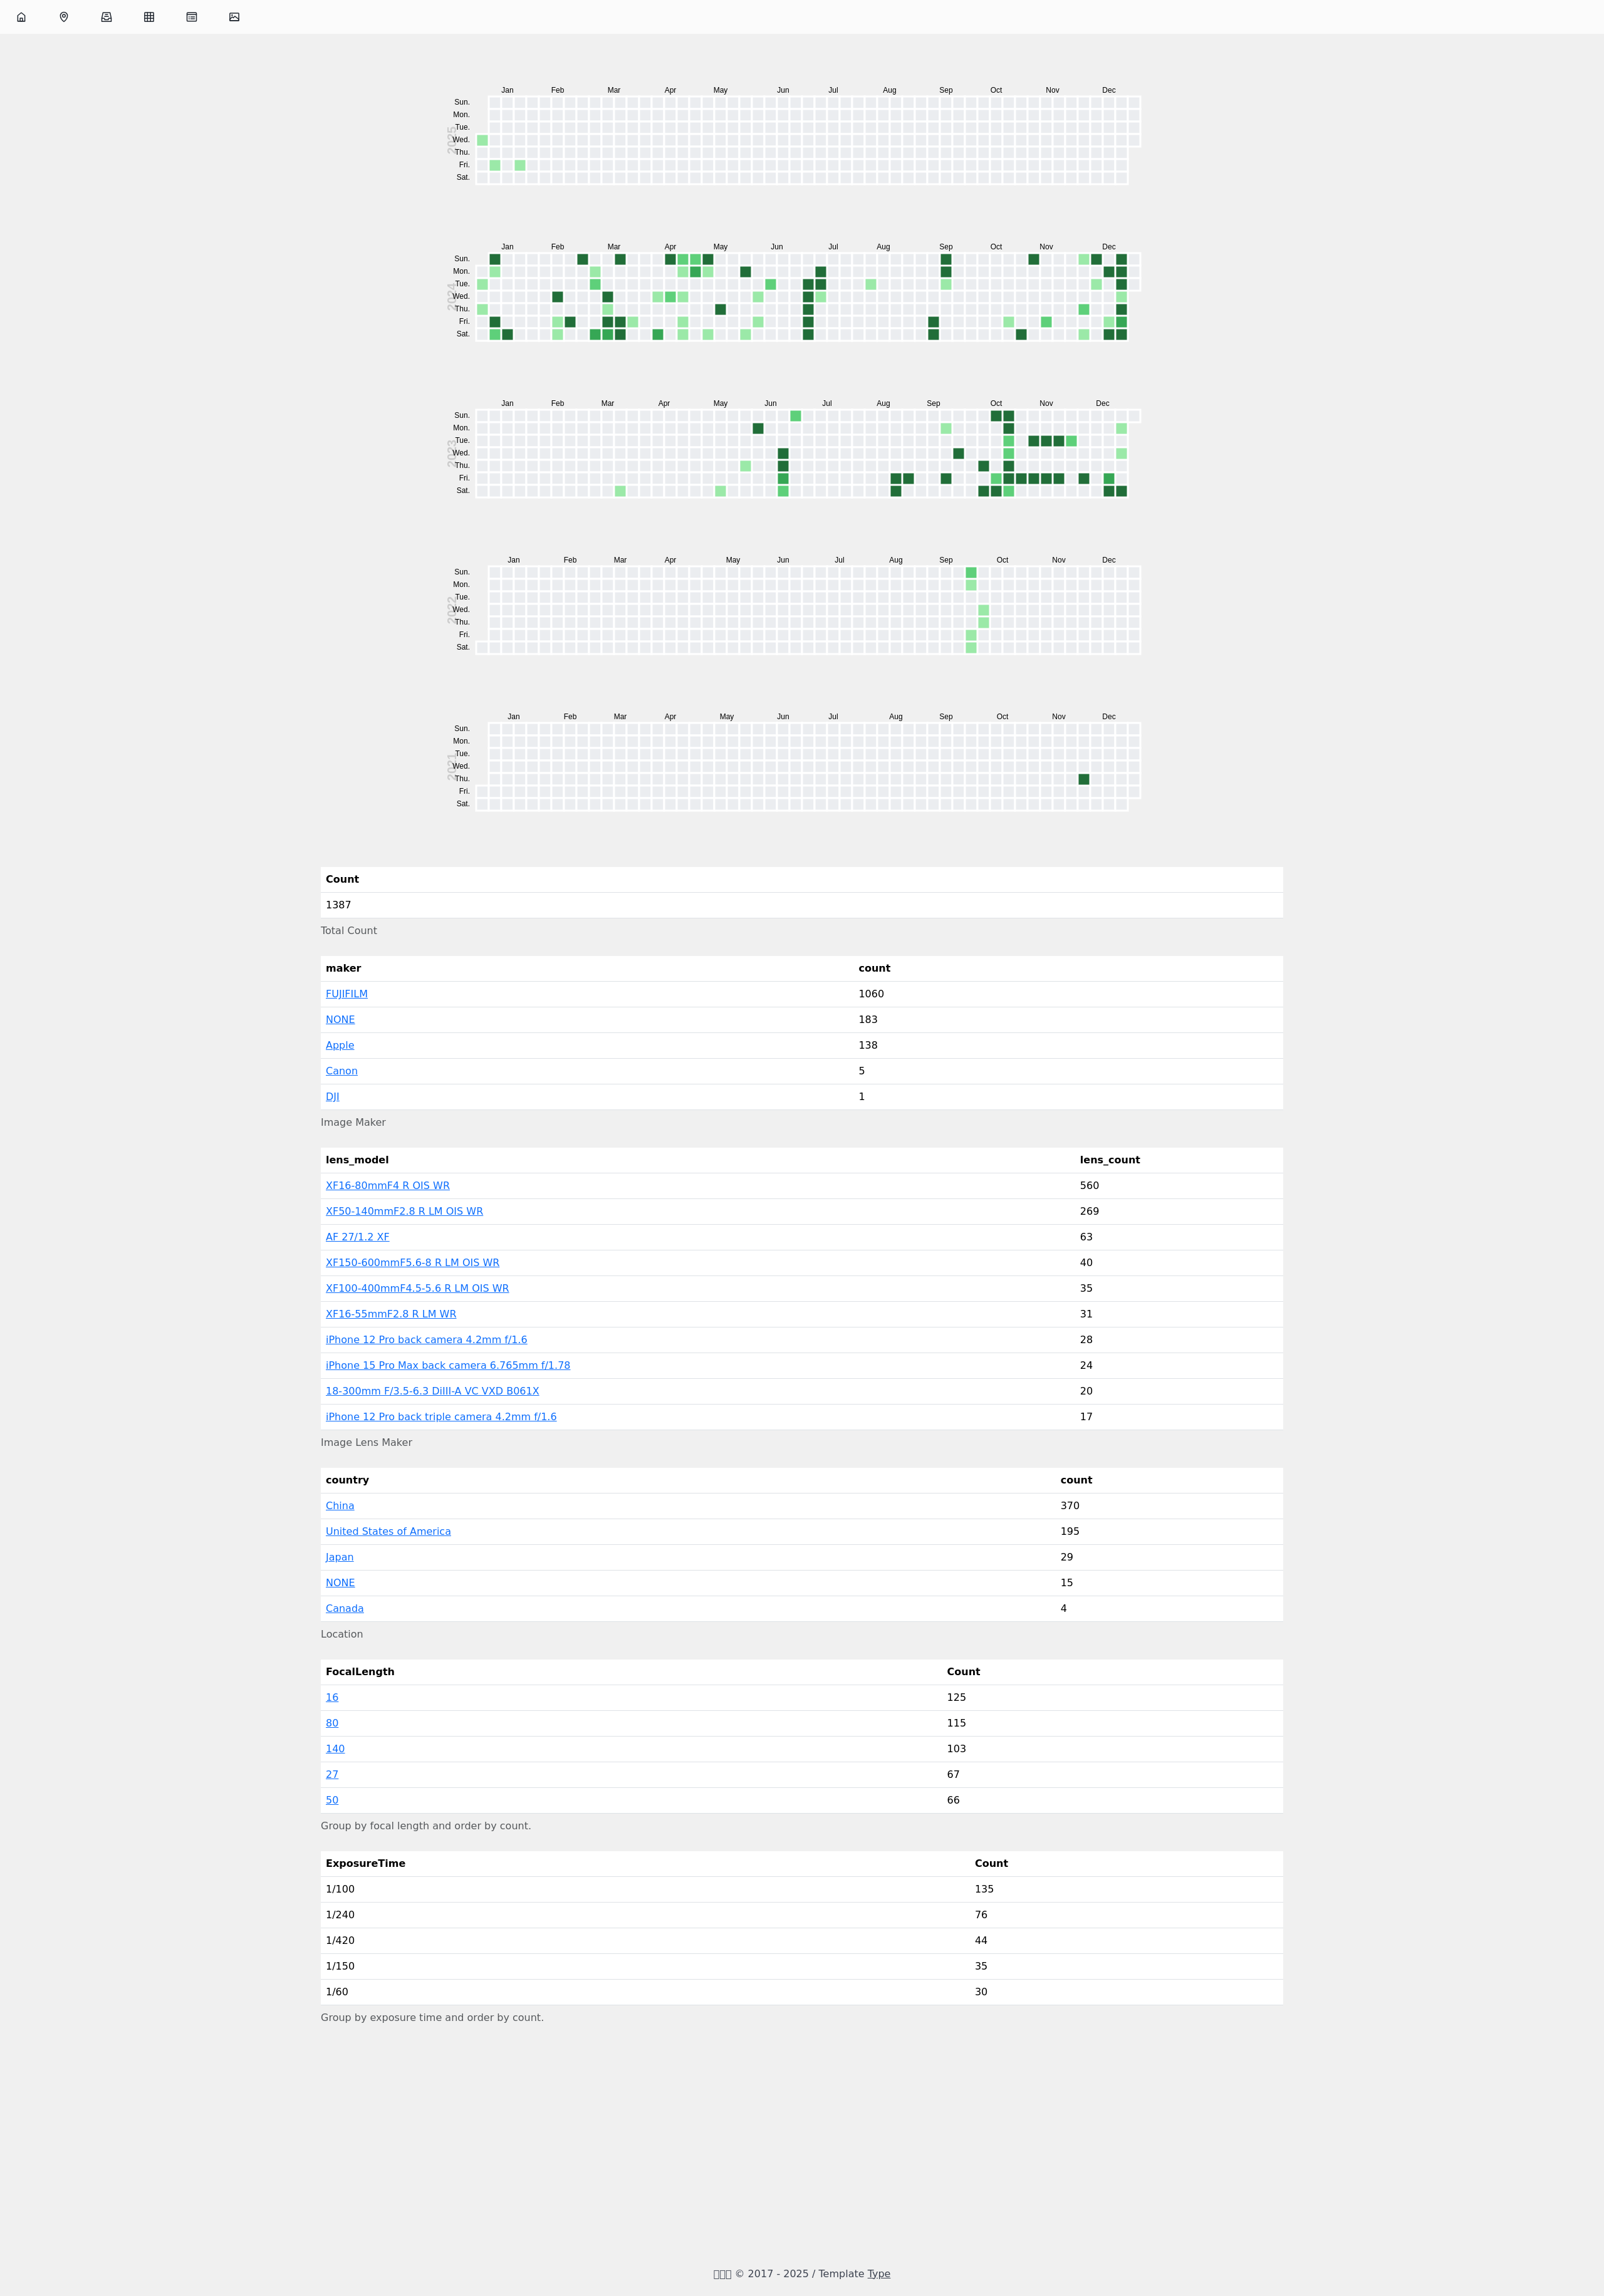 Jan Feb Mar Apr May Jun Jul Aug Sep Oct Nov Dec
Sun.
Mon.
Tue.
2025
Wed.
Thu.
Fri.
Sat.
Jan Feb Mar Apr May Jun Jul Aug Sep Oct Nov Dec
Sun.
Mon.
Tue.
2024
Wed.
Thu.
Fri.
Sat.
Jan Feb Mar Apr May Jun Jul Aug Sep Oct Nov Dec
Sun.
Mon.
Tue.
2023
Wed.
Thu.
Fri.
Sat.
Jan Feb Mar Apr May Jun Jul Aug Sep Oct Nov Dec
Sun.
Mon.
Tue.
2022
Wed.
Thu.
Fri.
Sat.
Jan Feb Mar Apr May Jun Jul Aug Sep Oct Nov Dec
Sun.
Mon.
Tue.
2021
Wed.
Thu.
Fri.
Sat.
Count
1387
Total Count
maker count
FUJIFILM 1060
NONE 183
Apple 138
Canon 5
DJI 1
Image Maker
lens_model lens_count
XF16-80mmF4 R OIS WR 560
XF50-140mmF2.8 R LM OIS WR 269
AF 27/1.2 XF 63
XF150-600mmF5.6-8 R LM OIS WR 40
XF100-400mmF4.5-5.6 R LM OIS WR 35
XF16-55mmF2.8 R LM WR 31
iPhone 12 Pro back camera 4.2mm f/1.6 28
iPhone 15 Pro Max back camera 6.765mm f/1.78 24
18-300mm F/3.5-6.3 DiIII-A VC VXD B061X 20
iPhone 12 Pro back triple camera 4.2mm f/1.6 17
Image Lens Maker
country count
China 370
United States of America 195
Japan 29
NONE 15
Canada 4
Location
FocalLength Count
16 125
80 115
140 103
27 67
50 66
Group by focal length and order by count.
ExposureTime Count
1/100 135
1/240 76
1/420 44
1/150 35
1/60 30
Group by exposure time and order by count.
© 2017 - 2025 / Template Type